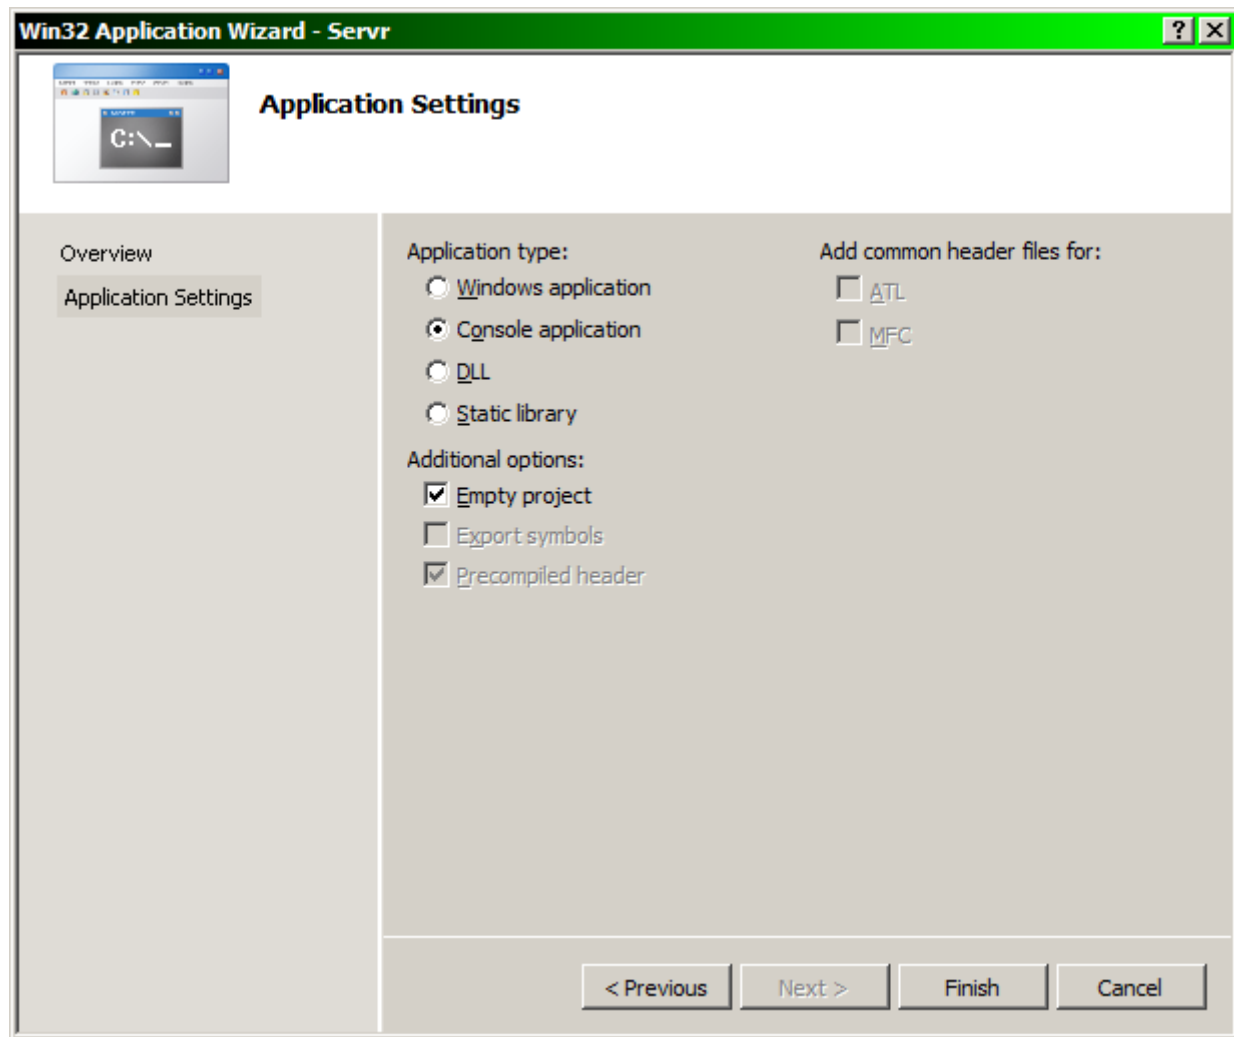 Win32 Application Wizard - Servr
C:\_
Application Settings
Overview
Application Settings
Application type:
Windows application
Console application
DLL
Static library
Additional options:
Empty project
Export symbols
Precompiled header
Add common header files for:
ATL
MFC
< Previous
Next >
Finish
Cancel